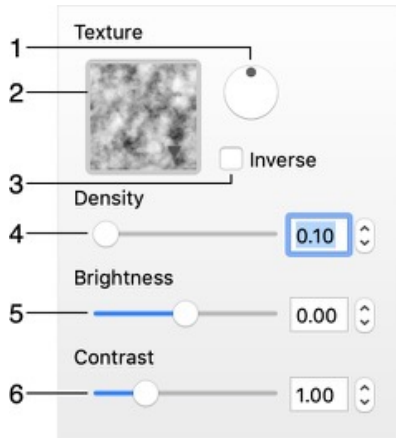 Texture
1
2
Inverse
3
Density
4 0.10
Brightness
5 0.00
Contrast
6 1.00